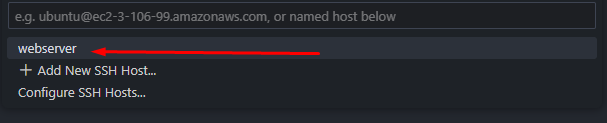 e.g. ubuntu@ec2-3-106-99.amazonaws.com, or named host below
webserver
+ Add New SSH Host...
Configure SSH Hosts...